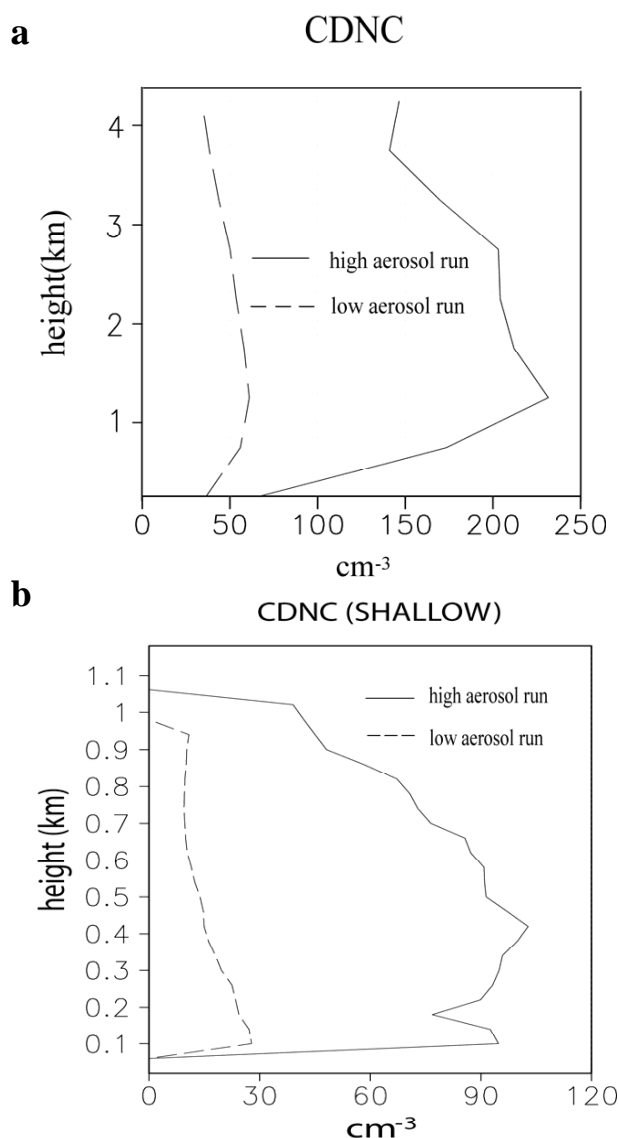 a
CDNC
4
3
2
1
height(km)
high aerosol run
low aerosol run
0 50 100 150 200 250
cm-3
b
CDNC (SHALLOW)
1.1
1
0.9
0.8
0.7
0.6
0.5
0.4
0.3
0.2
0.1
height (km)
high aerosol run
low aerosol run
0 30 60 90 120
cm-3